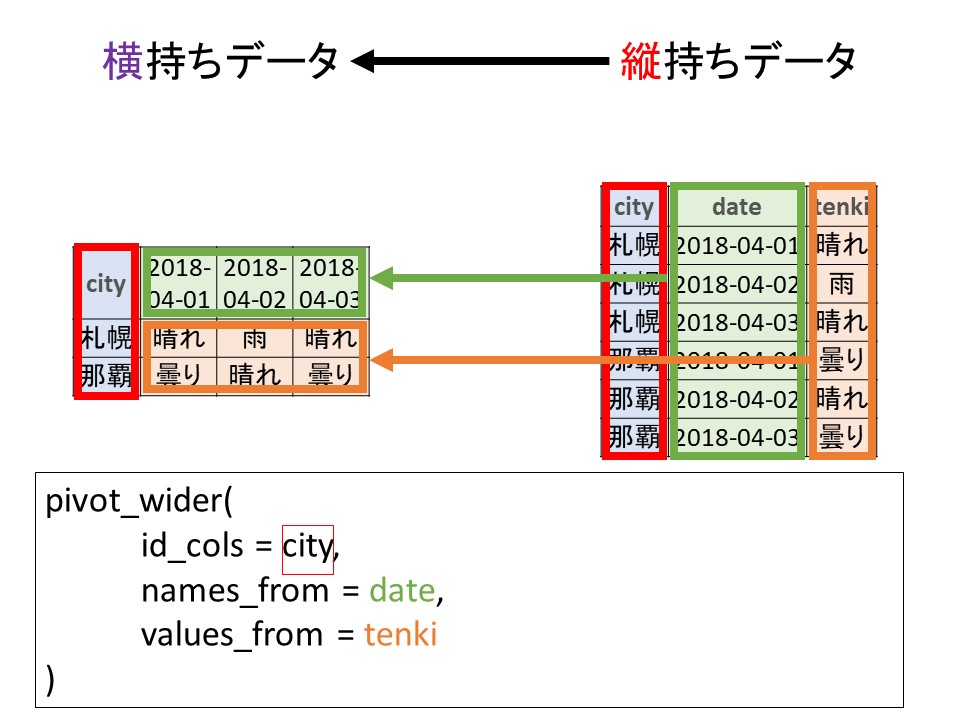 横持ちデータ 縦持ちデータ
city 2018-04-01 2018-04-02 2018-04-03
札幌 晴れ 雨 晴れ
那覇 曇り 晴れ 曇り
city date tenki
札幌 2018-04-01 晴れ
札幌 2018-04-02 雨
札幌 2018-04-03 晴れ
那覇 2018-04-01 曇り
那覇 2018-04-02 晴れ
那覇 2018-04-03 曇り
pivot_wider(
id_cols = city,
names_from = date,
values_from = tenki
)